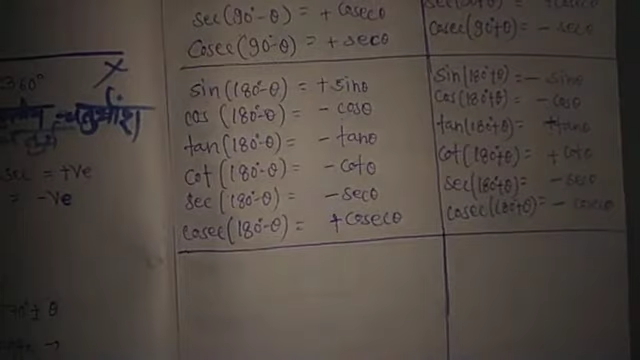 360°
sec = +ve
= -ve
sec(90°-θ) = + cosecθ
cosec(90°-θ) = + secθ
cosec(90°+θ) = - secθ
sin(180°-θ) = +sinθ
cos(180°-θ) = - cosθ
tan(180°-θ) = - tanθ
cot(180°-θ) = - cotθ
sec(180°-θ) = - secθ
cosec(180°-θ) = + cosecθ
sin(180°+θ) = - sinθ
cos(180°+θ) = - cosθ
tan(180°+θ) = +tanθ
cot(180°+θ) = + cotθ
sec(180°+θ) = - secθ
cosec(180°+θ) = - cosecθ